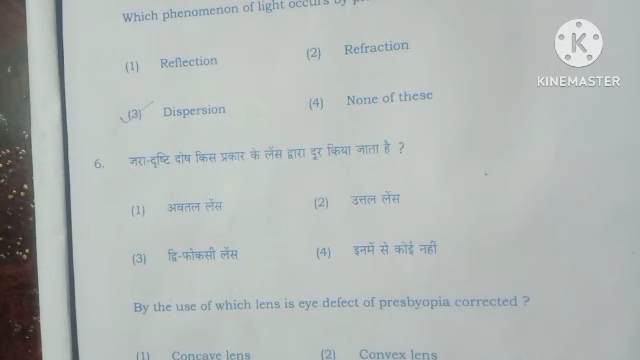 Which phenomenon of light occurs by
(1) Reflection (2) Refraction
(3) Dispersion (4) None of these
KINEMASTER
6. जरा-दृष्टि दोष किस प्रकार के लेंस द्वारा दूर किया जाता है ?
(1) अवतल लेंस (2) उत्तल लेंस
(3) द्वि-फोकसी लेंस (4) इनमें से कोई नहीं
By the use of which lens is eye defect of presbyopia corrected ?
(1) Concave lens (2) Convex lens